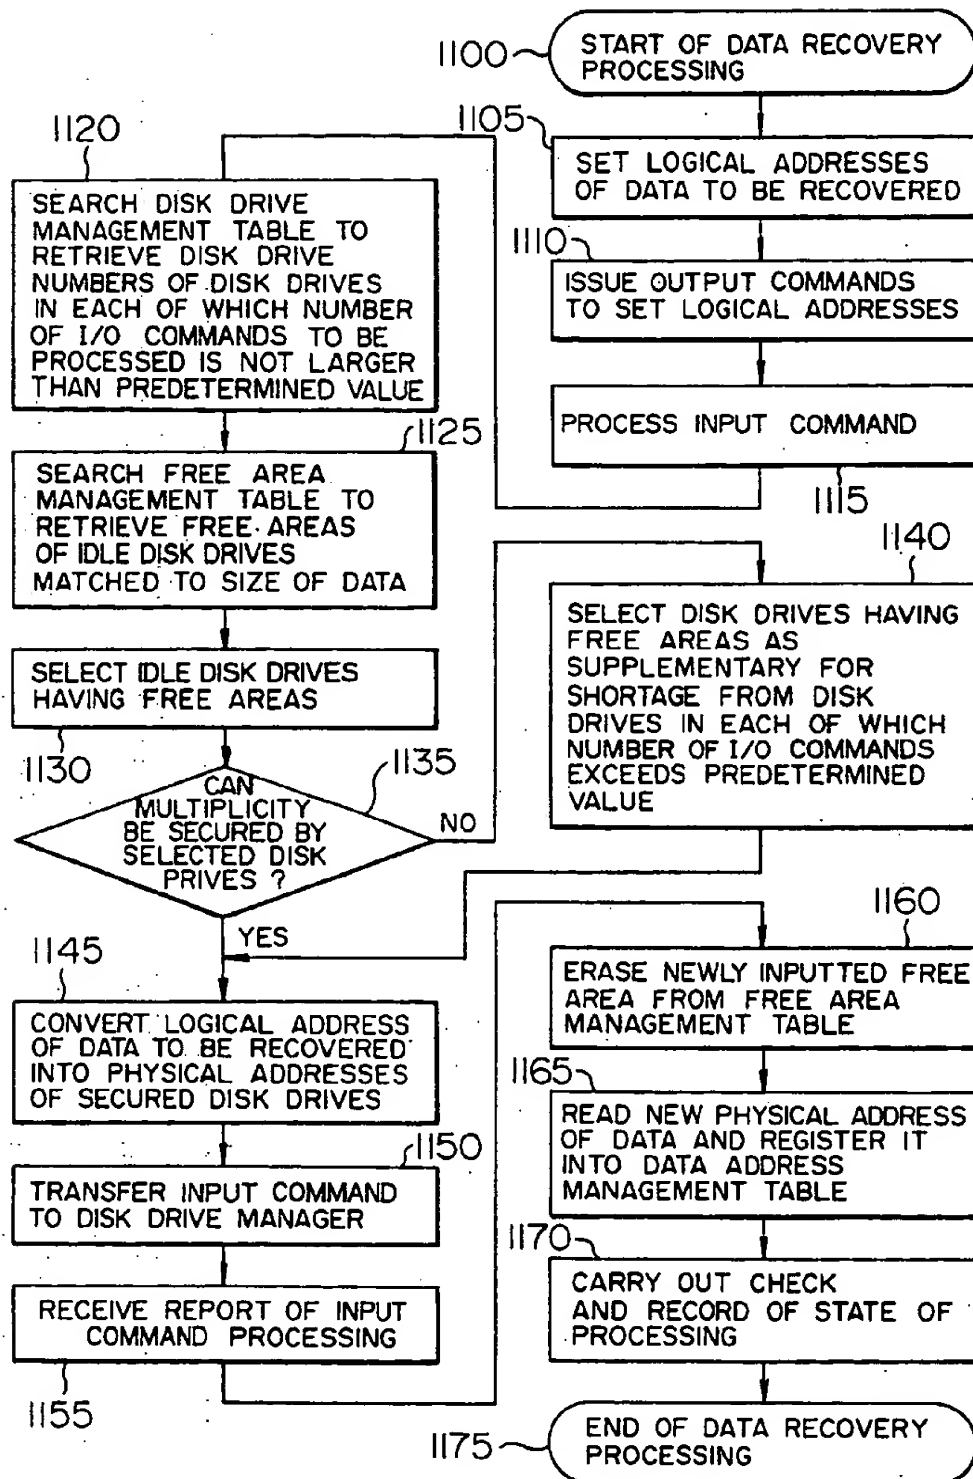 1100
START OF DATA RECOVERY
PROCESSING
1105
SET LOGICAL ADDRESSES
OF DATA TO BE RECOVERED
1110
ISSUE OUTPUT COMMANDS
TO SET LOGICAL ADDRESSES
PROCESS INPUT COMMAND
1115
1120
SEARCH DISK DRIVE
MANAGEMENT TABLE TO
RETRIEVE DISK DRIVE
NUMBERS OF DISK DRIVES
IN EACH OF WHICH NUMBER
OF I/O COMMANDS TO BE
PROCESSED IS NOT LARGER
THAN PREDETERMINED VALUE
1125
SEARCH FREE AREA
MANAGEMENT TABLE TO
RETRIEVE FREE AREAS
OF IDLE DISK DRIVES
MATCHED TO SIZE OF DATA
SELECT IDLE DISK DRIVES
HAVING FREE AREAS
1130
1135
CAN
MULTIPLICITY
BE SECURED BY
SELECTED DISK
PRIVES ?
NO
YES
1140
SELECT DISK DRIVES HAVING
FREE AREAS AS
SUPPLEMENTARY FOR
SHORTAGE FROM DISK
DRIVES IN EACH OF WHICH
NUMBER OF I/O COMMANDS
EXCEEDS PREDETERMINED
VALUE
1145
CONVERT LOGICAL ADDRESS
OF DATA TO BE RECOVERED
INTO PHYSICAL ADDRESSES
OF SECURED DISK DRIVES
1150
TRANSFER INPUT COMMAND
TO DISK DRIVE MANAGER
RECEIVE REPORT OF INPUT
COMMAND PROCESSING
1155
1160
ERASE NEWLY INPUTTED FREE
AREA FROM FREE AREA
MANAGEMENT TABLE
1165
READ NEW PHYSICAL ADDRESS
OF DATA AND REGISTER IT
INTO DATA ADDRESS
MANAGEMENT TABLE
1170
CARRY OUT CHECK
AND RECORD OF STATE OF
PROCESSING
1175
END OF DATA RECOVERY
PROCESSING